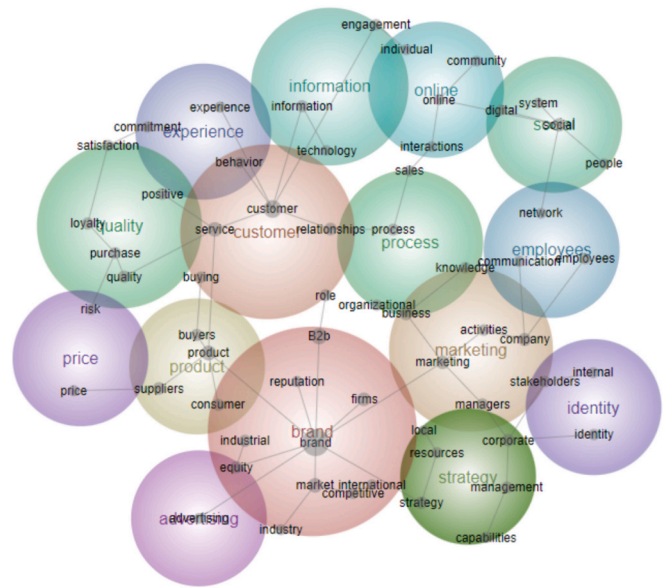 engagement
individual
community
information
online
information
online
system
digital
social
social
experience
commitment
experience
satisfaction
technology
interactions
behavior
sales
people
positive
customer
network
loyalty
quality
service
customer
relationships
process
process
employees
purchase
communication
employees
quality
buying
knowledge
role
organizational
risk
business
buyers
B2b
activities
company
price
product
product
marketing
marketing
reputation
stakeholders
internal
price
suppliers
firms
consumer
managers
identity
brand
local
industrial
brand
corporate
identity
resources
equity
strategy
market
international
management
competitive
strategy
advertising
advertising
industry
capabilities